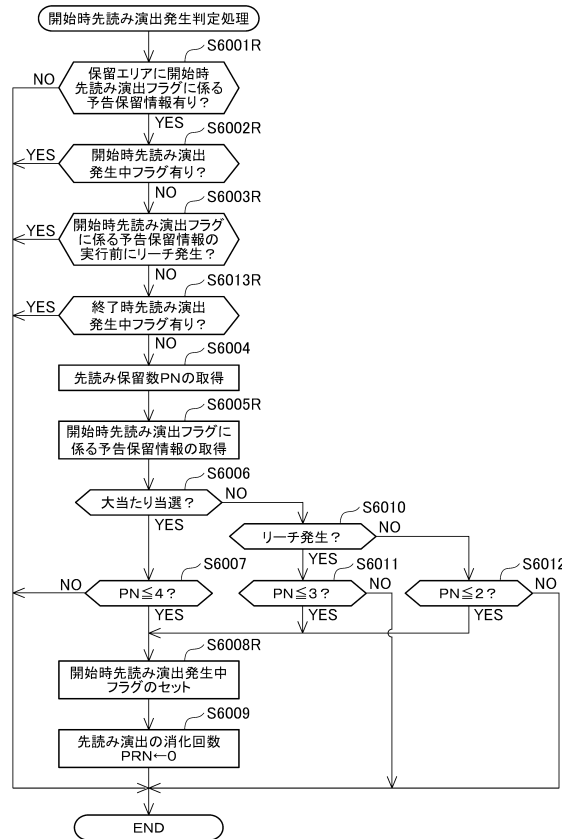 開始時先読み演出発生判定処理
S6001R
保留エリアに開始時
先読み演出フラグに係る
予告保留情報有り？
NO
YES
S6002R
開始時先読み演出
発生中フラグ有り？
YES
NO
S6003R
開始時先読み演出フラグ
に係る予告保留情報の
実行前にリーチ発生？
YES
NO
S6013R
終了時先読み演出
発生中フラグ有り？
YES
NO
S6004
先読み保留数PNの取得
S6005R
開始時先読み演出フラグに
係る予告保留情報の取得
S6006
大当たり当選？
NO
YES
S6010
リーチ発生？
NO
YES
S6007
PN≦4？
NO
YES
S6011
PN≦3？
NO
YES
S6012
PN≦2？
NO
YES
S6008R
開始時先読み演出発生中
フラグのセット
S6009
先読み演出の消化回数
PRN←0
END